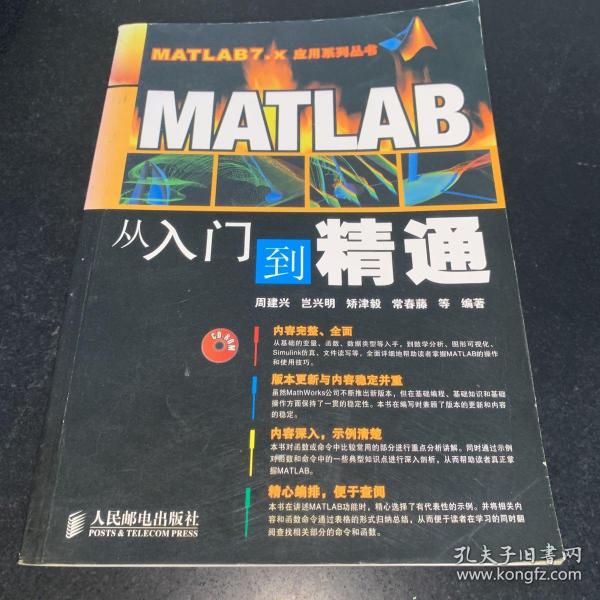 MATLAB7.x 应用系列丛书
MATLAB
从入门到精通
周建兴 岂兴明 矫津毅 常春藤 等 编著
CD-ROM
内容完整、全面
从基础的变量、函数、数据类型等入手，到数学分析、图形可视化、
Simulink仿真、文件读写等，全面详细地帮助读者掌握MATLAB的操作
和使用技巧。
版本更新与内容稳定并重
虽然MathWorks公司不断推出新版本，但在基础编程、基础知识和基础
操作方面保持了一贯的稳定性。本书在编写时兼顾了版本的更新和内容
的稳定。
内容深入，示例清楚
本书对函数或命令中比较常用的部分进行重点分析讲解。同时通过示例
对函数和命令中的一些典型知识点进行深入剖析，从而帮助读者真正掌
握MATLAB。
精心编排，便于查阅
本书在讲述MATLAB功能时，精心选择了有代表性的示例。并将相关内
容和函数命令通过表格的形式归纳总结，从而便于读者在学习的同时翻
阅查找相关部分的命令和函数。
人民邮电出版社
POSTS & TELECOM PRESS
孔夫子旧书网
www.kongfz.com